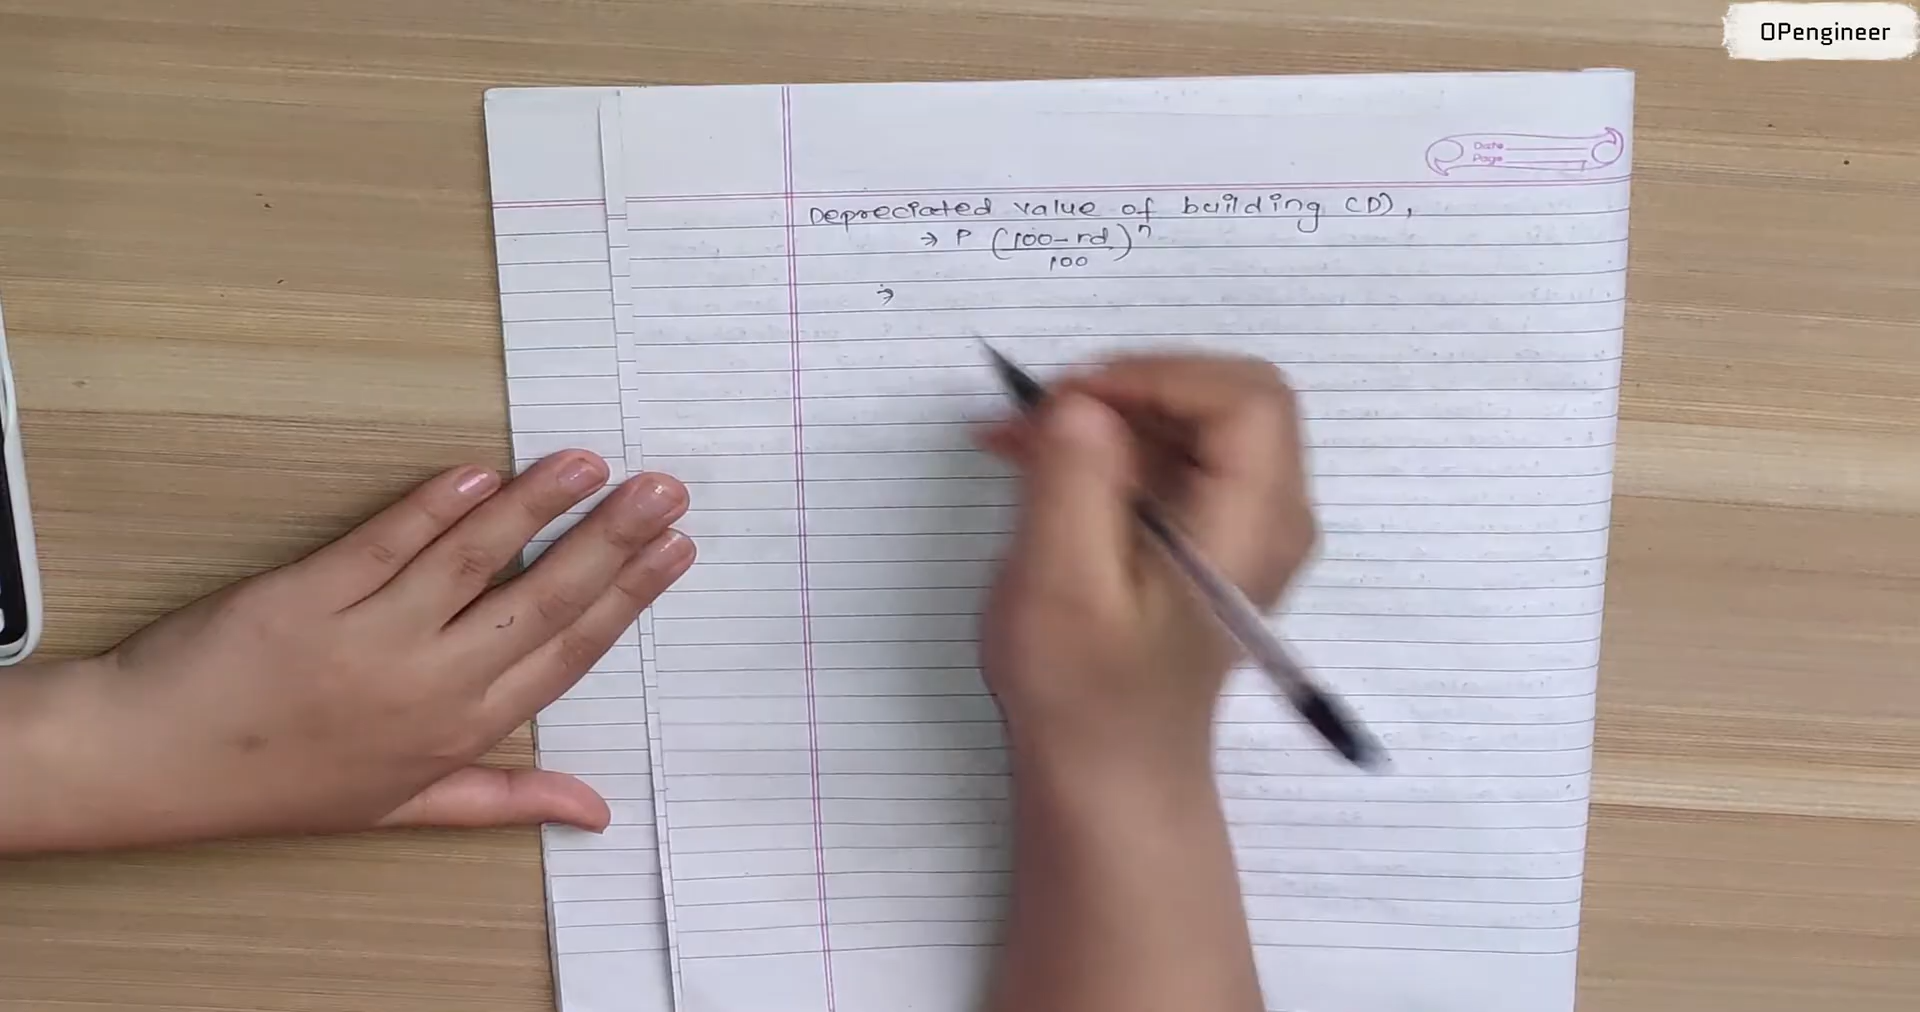 OPengineer
Date
Page
Depreciated value of building (D),
→ P (100-rd)ⁿ
100
→